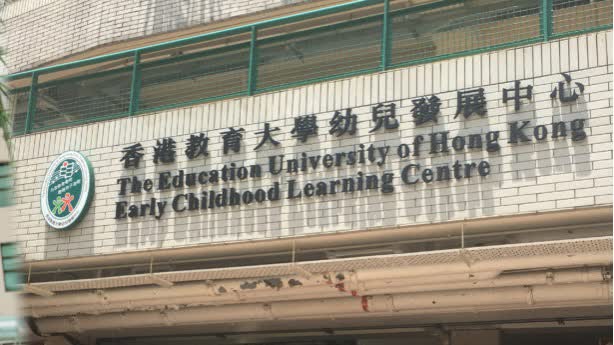 香港教育大學幼兒發展中心
The Education University of Hong Kong
Early Childhood Learning Centre